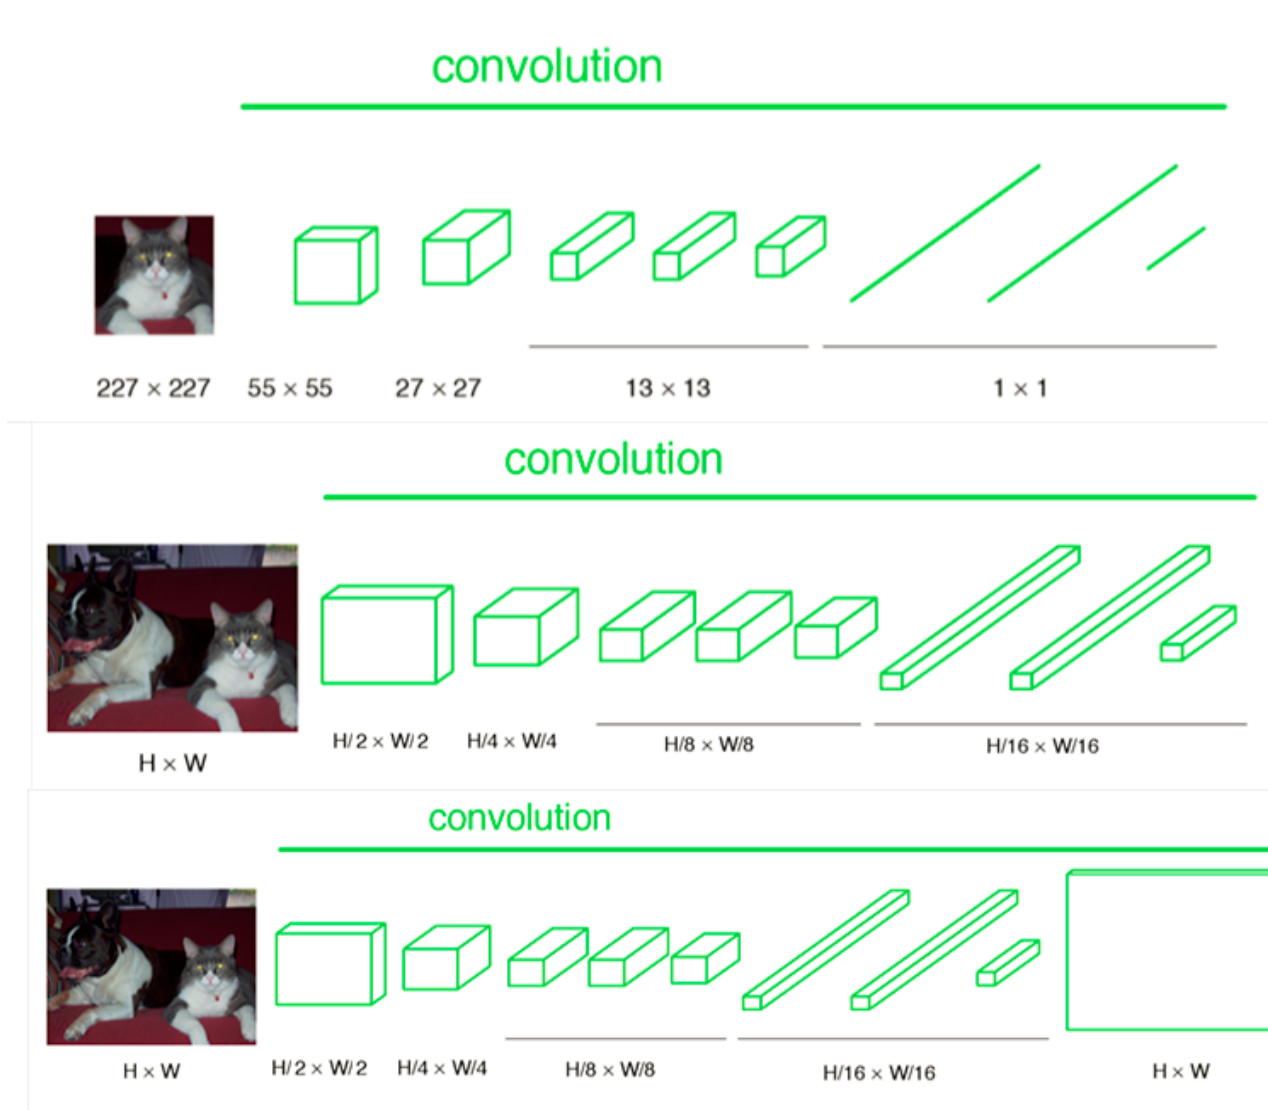 convolution
227 × 227 55 × 55 27 × 27 13 × 13 1 × 1
convolution
H/2 × W/2 H/4 × W/4 H/8 × W/8 H/16 × W/16
H × W
convolution
H × W H/2 × W/2 H/4 × W/4 H/8 × W/8 H/16 × W/16 H × W